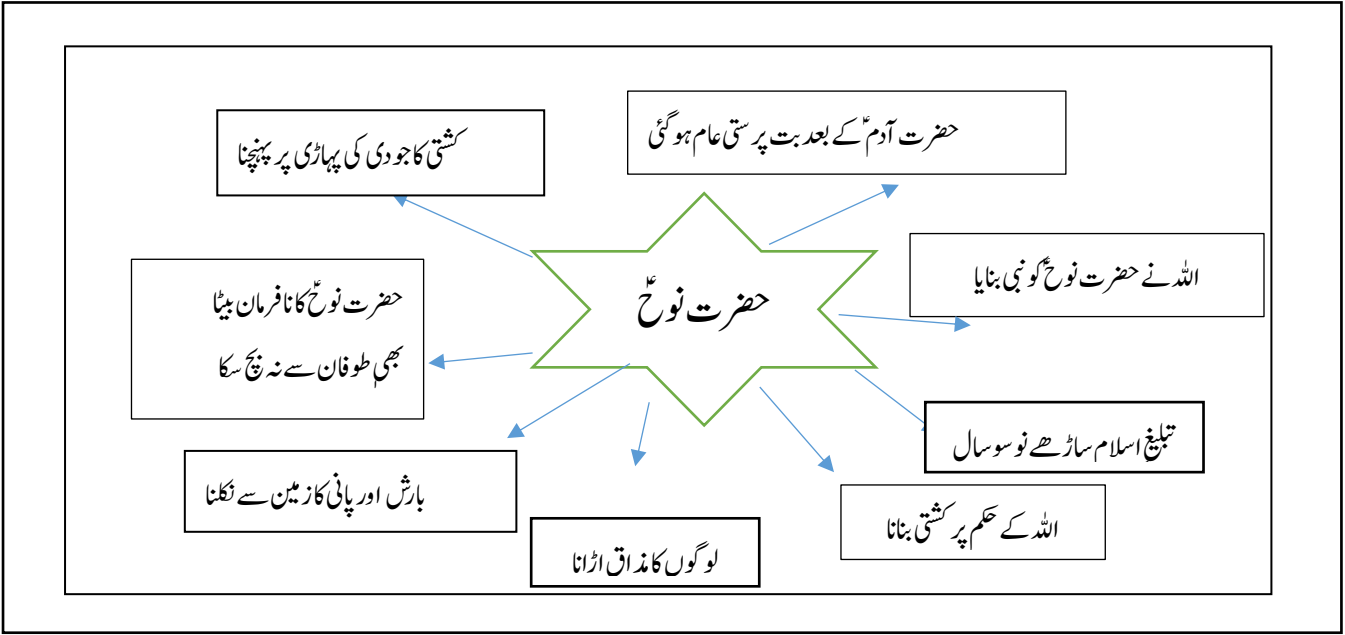 حضرت آدمؑ کے بعد بت پرستی عام ہوگئی
کشتی کا جودی کی پہاڑی پر پہنچنا
اللہ نے حضرت نوحؑ کو نبی بنایا
حضرت نوحؑ
حضرت نوحؑ کا نافرمان بیٹا
بھی طوفان سے نہ بچ سکا
تبلیغِ اسلام ساڑھے نو سو سال
بارش اور پانی کا زمین سے نکلنا
اللہ کے حکم پر کشتی بنانا
لوگوں کا مذاق اڑانا